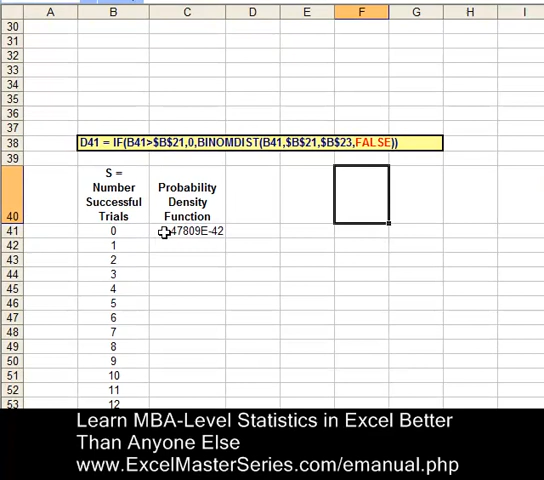 A B C D E F G H I
30
31
32
33
34
35
36
37
38 D41 = IF(B41>$B$21,0,BINOMDIST(B41,$B$21,$B$23,FALSE))
39
S =
Number Probability
Successful Density
40 Trials Function
41 0 47809E-42
42 1
43 2
44 3
45 4
46 5
47 6
48 7
49 8
50 9
51 10
52 11
53 12
Learn MBA-Level Statistics in Excel Better
Than Anyone Else
www.ExcelMasterSeries.com/emanual.php